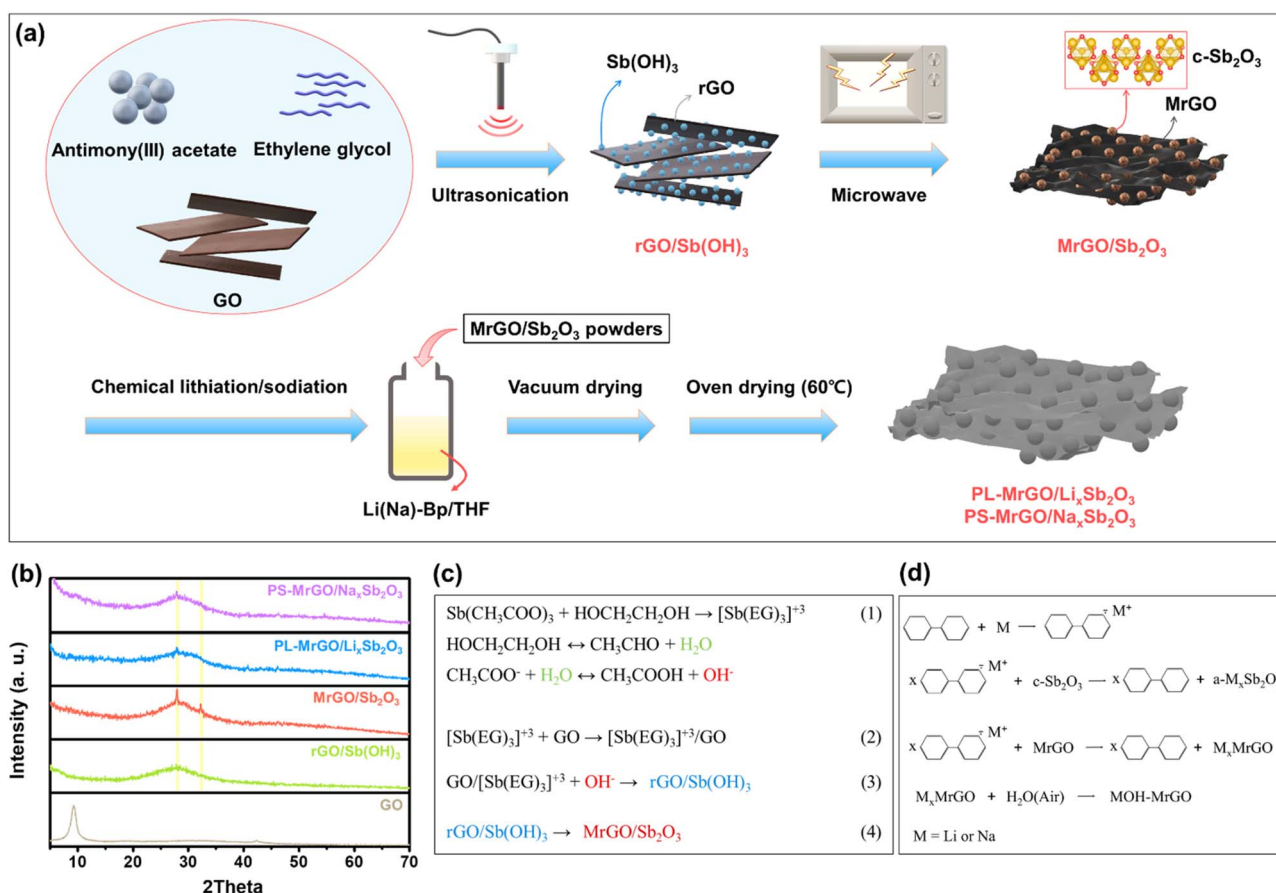 (a)
Antimony(III) acetate
Ethylene glycol
GO
Ultrasonication
Sb(OH)₃
rGO
rGO/Sb(OH)₃
Microwave
c-Sb₂O₃
MrGO
MrGO/Sb₂O₃
Chemical lithiation/sodiation
MrGO/Sb₂O₃ powders
Li(Na)-Bp/THF
Vacuum drying
Oven drying (60℃)
PL-MrGO/LiₓSb₂O₃
PS-MrGO/NaₓSb₂O₃
(b)
Intensity (a. u.)
PS-MrGO/NaₓSb₂O₃
PL-MrGO/LiₓSb₂O₃
MrGO/Sb₂O₃
rGO/Sb(OH)₃
GO
10 20 30 40 50 60 70
2Theta
(c)
Sb(CH₃COO)₃ + HOCH₂CH₂OH → [Sb(EG)₃]⁺³ (1)
HOCH₂CH₂OH ↔ CH₃CHO + H₂O
CH₃COO⁻ + H₂O ↔ CH₃COOH + OH⁻
[Sb(EG)₃]⁺³ + GO → [Sb(EG)₃]⁺³/GO (2)
GO/[Sb(EG)₃]⁺³ + OH⁻ → rGO/Sb(OH)₃ (3)
rGO/Sb(OH)₃ → MrGO/Sb₂O₃ (4)
(d)
+ M → ⁻ M⁺
x ⁻ M⁺ + c-Sb₂O₃ → x + a-MₓSb₂O
x ⁻ M⁺ + MrGO → x + MₓMrGO
MₓMrGO + H₂O(Air) → MOH-MrGO
M = Li or Na